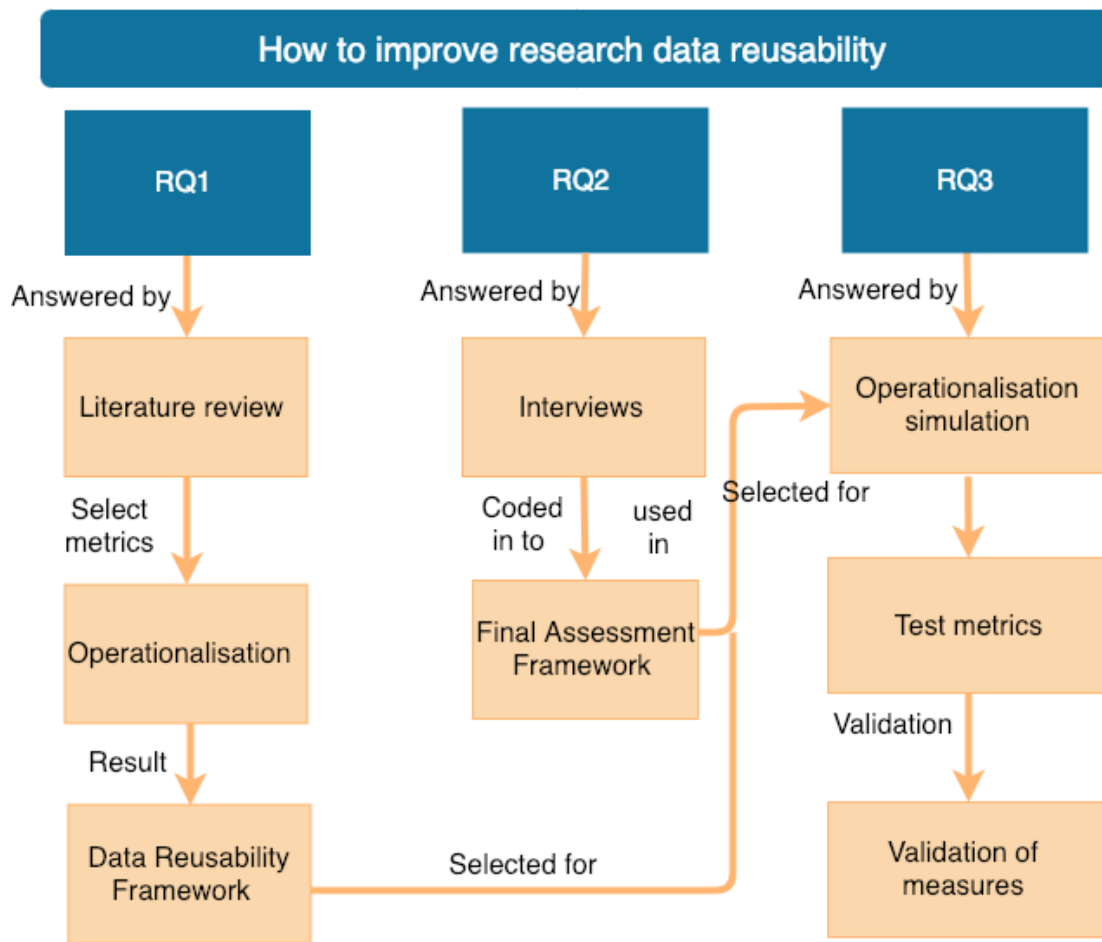 How to improve research data reusability
RQ1
RQ2
RQ3
Answered by
Answered by
Answered by
Literature review
Interviews
Operationalisation
simulation
Select
metrics
Coded
in to
used
in
Selected for
Operationalisation
Final Assessment
Framework
Test metrics
Result
Validation
Data Reusability
Framework
Selected for
Validation of
measures